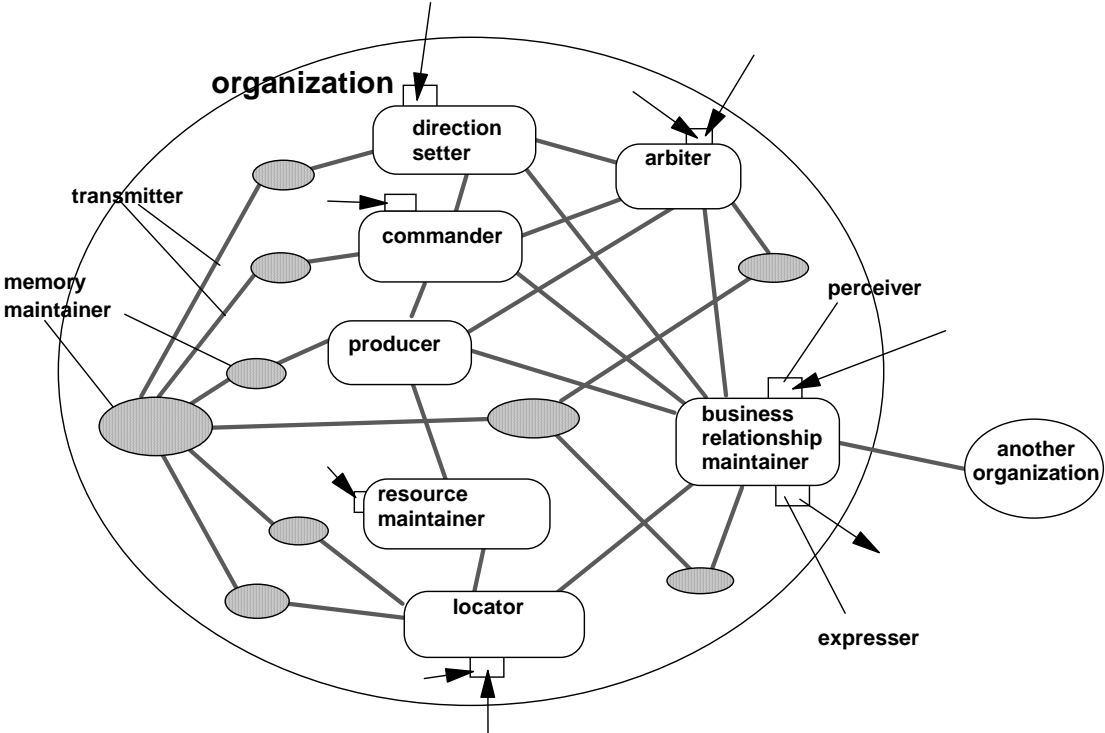 organization
direction
setter
arbiter
transmitter
commander
memory
maintainer
perceiver
producer
business
relationship
maintainer
another
organization
resource
maintainer
locator
expresser